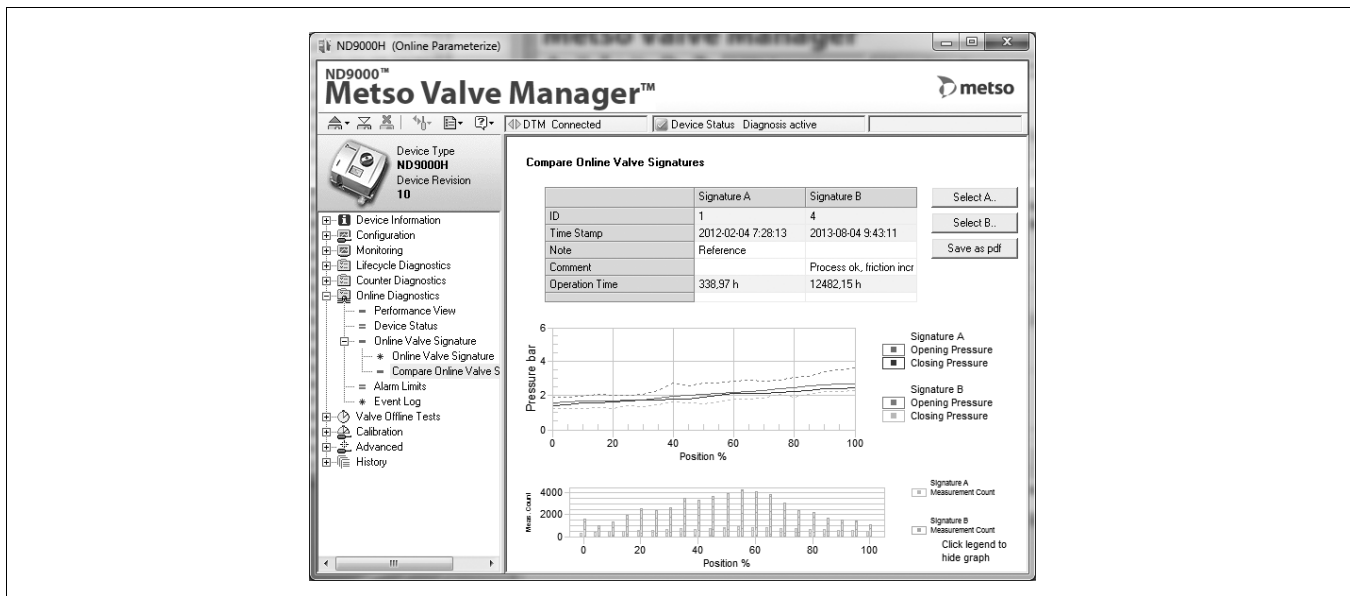 ND9000H (Online Parameterize)
Metso Valve Manager
ND9000™
Metso Valve Manager™
metso
DTM Connected
Device Status Diagnosis active
Device Type
ND9000H
Device Revision
10
Device Information
Configuration
Monitoring
Lifecycle Diagnostics
Counter Diagnostics
Online Diagnostics
Performance View
Device Status
Online Valve Signature
Online Valve Signature
Compare Online Valve S
Alarm Limits
Event Log
Valve Offline Tests
Calibration
Advanced
History
Compare Online Valve Signatures
Signature A Signature B
ID 1 4
Time Stamp 2012-02-04 7:28:13 2013-08-04 9:43:11
Note Reference
Comment Process ok, friction incr
Operation Time 338,97 h 12482,15 h
Select A..
Select B..
Save as pdf
Pressure bar
6
4
2
0
0 20 40 60 80 100
Position %
Signature A
Opening Pressure
Closing Pressure
Signature B
Opening Pressure
Closing Pressure
Meas. Count
4000
2000
0
0 20 40 60 80 100
Position %
Signature A
Measurement Count
Signature B
Measurement Count
Click legend to
hide graph